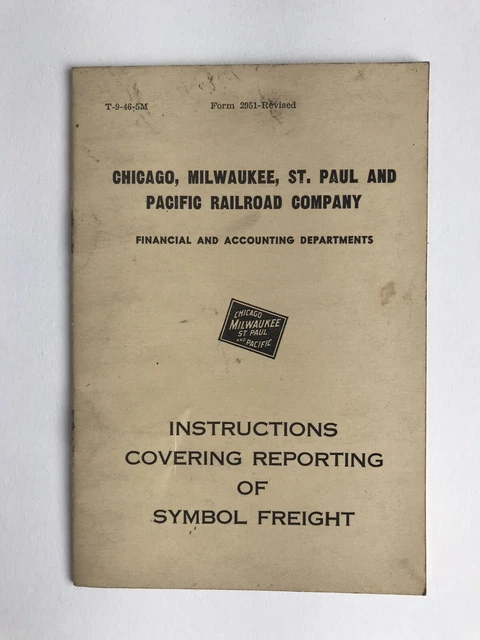 T-9-46-5M Form 2951-Revised
CHICAGO, MILWAUKEE, ST. PAUL AND
PACIFIC RAILROAD COMPANY
FINANCIAL AND ACCOUNTING DEPARTMENTS
CHICAGO
MILWAUKEE
ST. PAUL
AND PACIFIC
INSTRUCTIONS
COVERING REPORTING
OF
SYMBOL FREIGHT